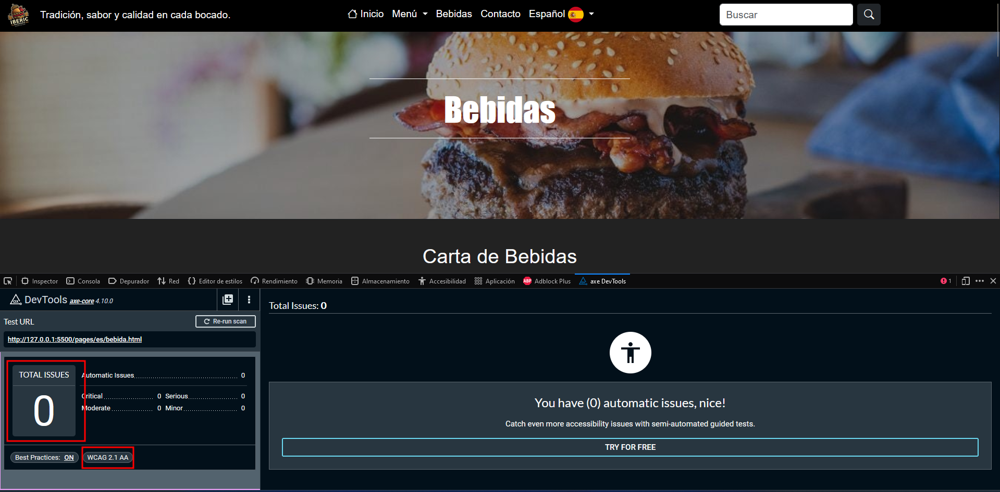 IBERIC
Tradición, sabor y calidad en cada bocado.
Inicio Menú Bebidas Contacto Español
Buscar
Bebidas
Carta de Bebidas
Inspector Consola Depurador Red Editor de estilos Rendimiento Memoria Almacenamiento Accesibilidad Aplicación ABP Adblock Plus axe DevTools 1
ax DevTools axe-core 4.10.0
Test URL
Re-run scan
http://127.0.0.1:5500/pages/es/bebida.html
TOTAL ISSUES
0
Automatic Issues 0
Critical 0 Serious 0
Moderate 0 Minor 0
Best Practices: ON WCAG 2.1 AA
Total Issues: 0
You have (0) automatic issues, nice!
Catch even more accessibility issues with semi-automated guided tests.
TRY FOR FREE